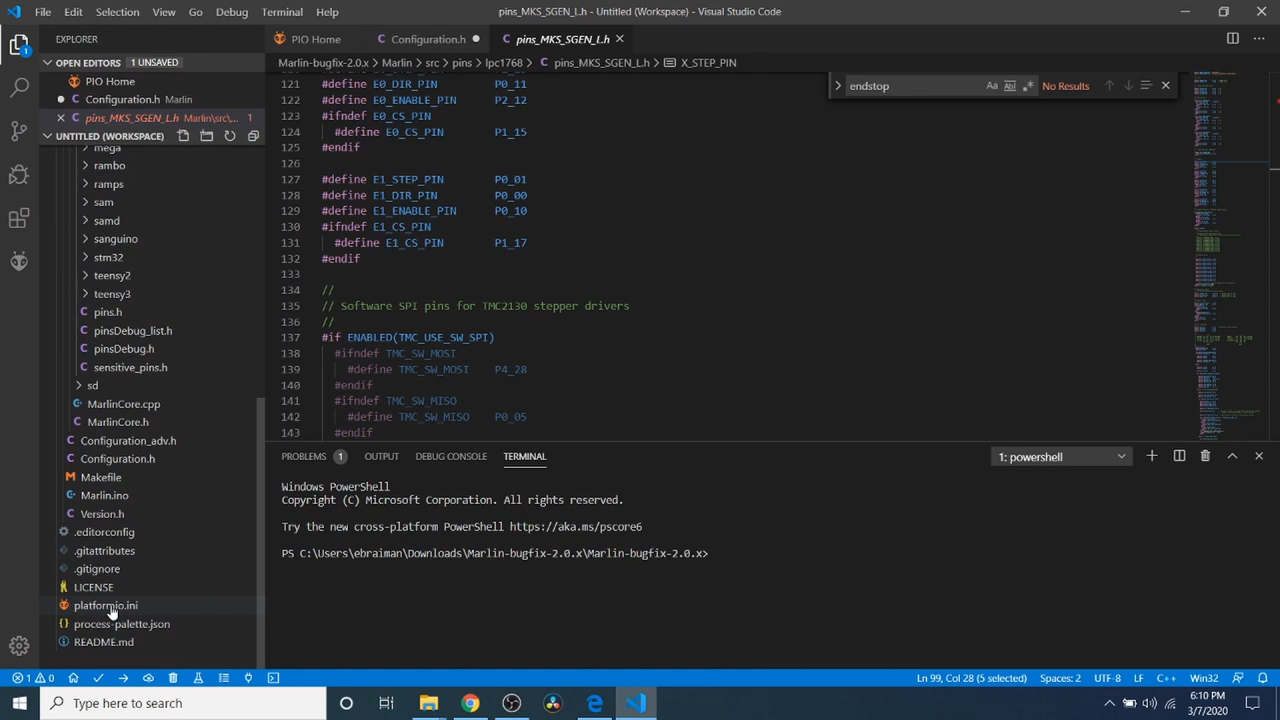 File Edit Selection View Go Debug Terminal Help
pins_MKS_SGEN_L.h - Untitled (Workspace) - Visual Studio Code
EXPLORER
OPEN EDITORS 1 UNSAVED
PIO Home
Configuration.h Marlin
pins_MKS_SGEN_L.h Marlin\src\... 1
UNTITLED (WORKSPACE)
mega
rambo
ramps
sam
samd
sanguino
stm32
teensy2
teensy3
pins.h
pinsDebug_list.h
pinsDebug.h
sensitive_pins.h
sd
MarlinCore.cpp
MarlinCore.h
Configuration_adv.h
Configuration.h
Makefile
Marlin.ino
Version.h
.editorconfig
.gitattributes
.gitignore
LICENSE
platformio.ini
process-palette.json
README.md
PIO Home
Configuration.h
pins_MKS_SGEN_L.h
Marlin-bugfix-2.0.x > Marlin > src > pins > lpc1768 > pins_MKS_SGEN_L.h > X_STEP_PIN
endstop
No Results
121 #define E0_DIR_PIN P0_11
122 #define E0_ENABLE_PIN P2_12
123 #ifndef E0_CS_PIN
124 #define E0_CS_PIN P1_15
125 #endif
126
127 #define E1_STEP_PIN P0_01
128 #define E1_DIR_PIN P0_00
129 #define E1_ENABLE_PIN P0_10
130 #ifndef E1_CS_PIN
131 #define E1_CS_PIN P1_17
132 #endif
133
134 //
135 // Software SPI pins for TMC2130 stepper drivers
136 //
137 #if ENABLED(TMC_USE_SW_SPI)
138 #ifndef TMC_SW_MOSI
139 #define TMC_SW_MOSI P4_28
140 #endif
141 #ifndef TMC_SW_MISO
142 #define TMC_SW_MISO P0_05
143 #endif
PROBLEMS 1 OUTPUT DEBUG CONSOLE TERMINAL
1: powershell
Windows PowerShell
Copyright (C) Microsoft Corporation. All rights reserved.
Try the new cross-platform PowerShell https://aka.ms/pscore6
PS C:\Users\ebraiman\Downloads\Marlin-bugfix-2.0.x\Marlin-bugfix-2.0.x>
1 0
Ln 99, Col 28 (5 selected) Spaces: 2 UTF-8 LF C++ Win32
Type here to search
6:10 PM
3/7/2020